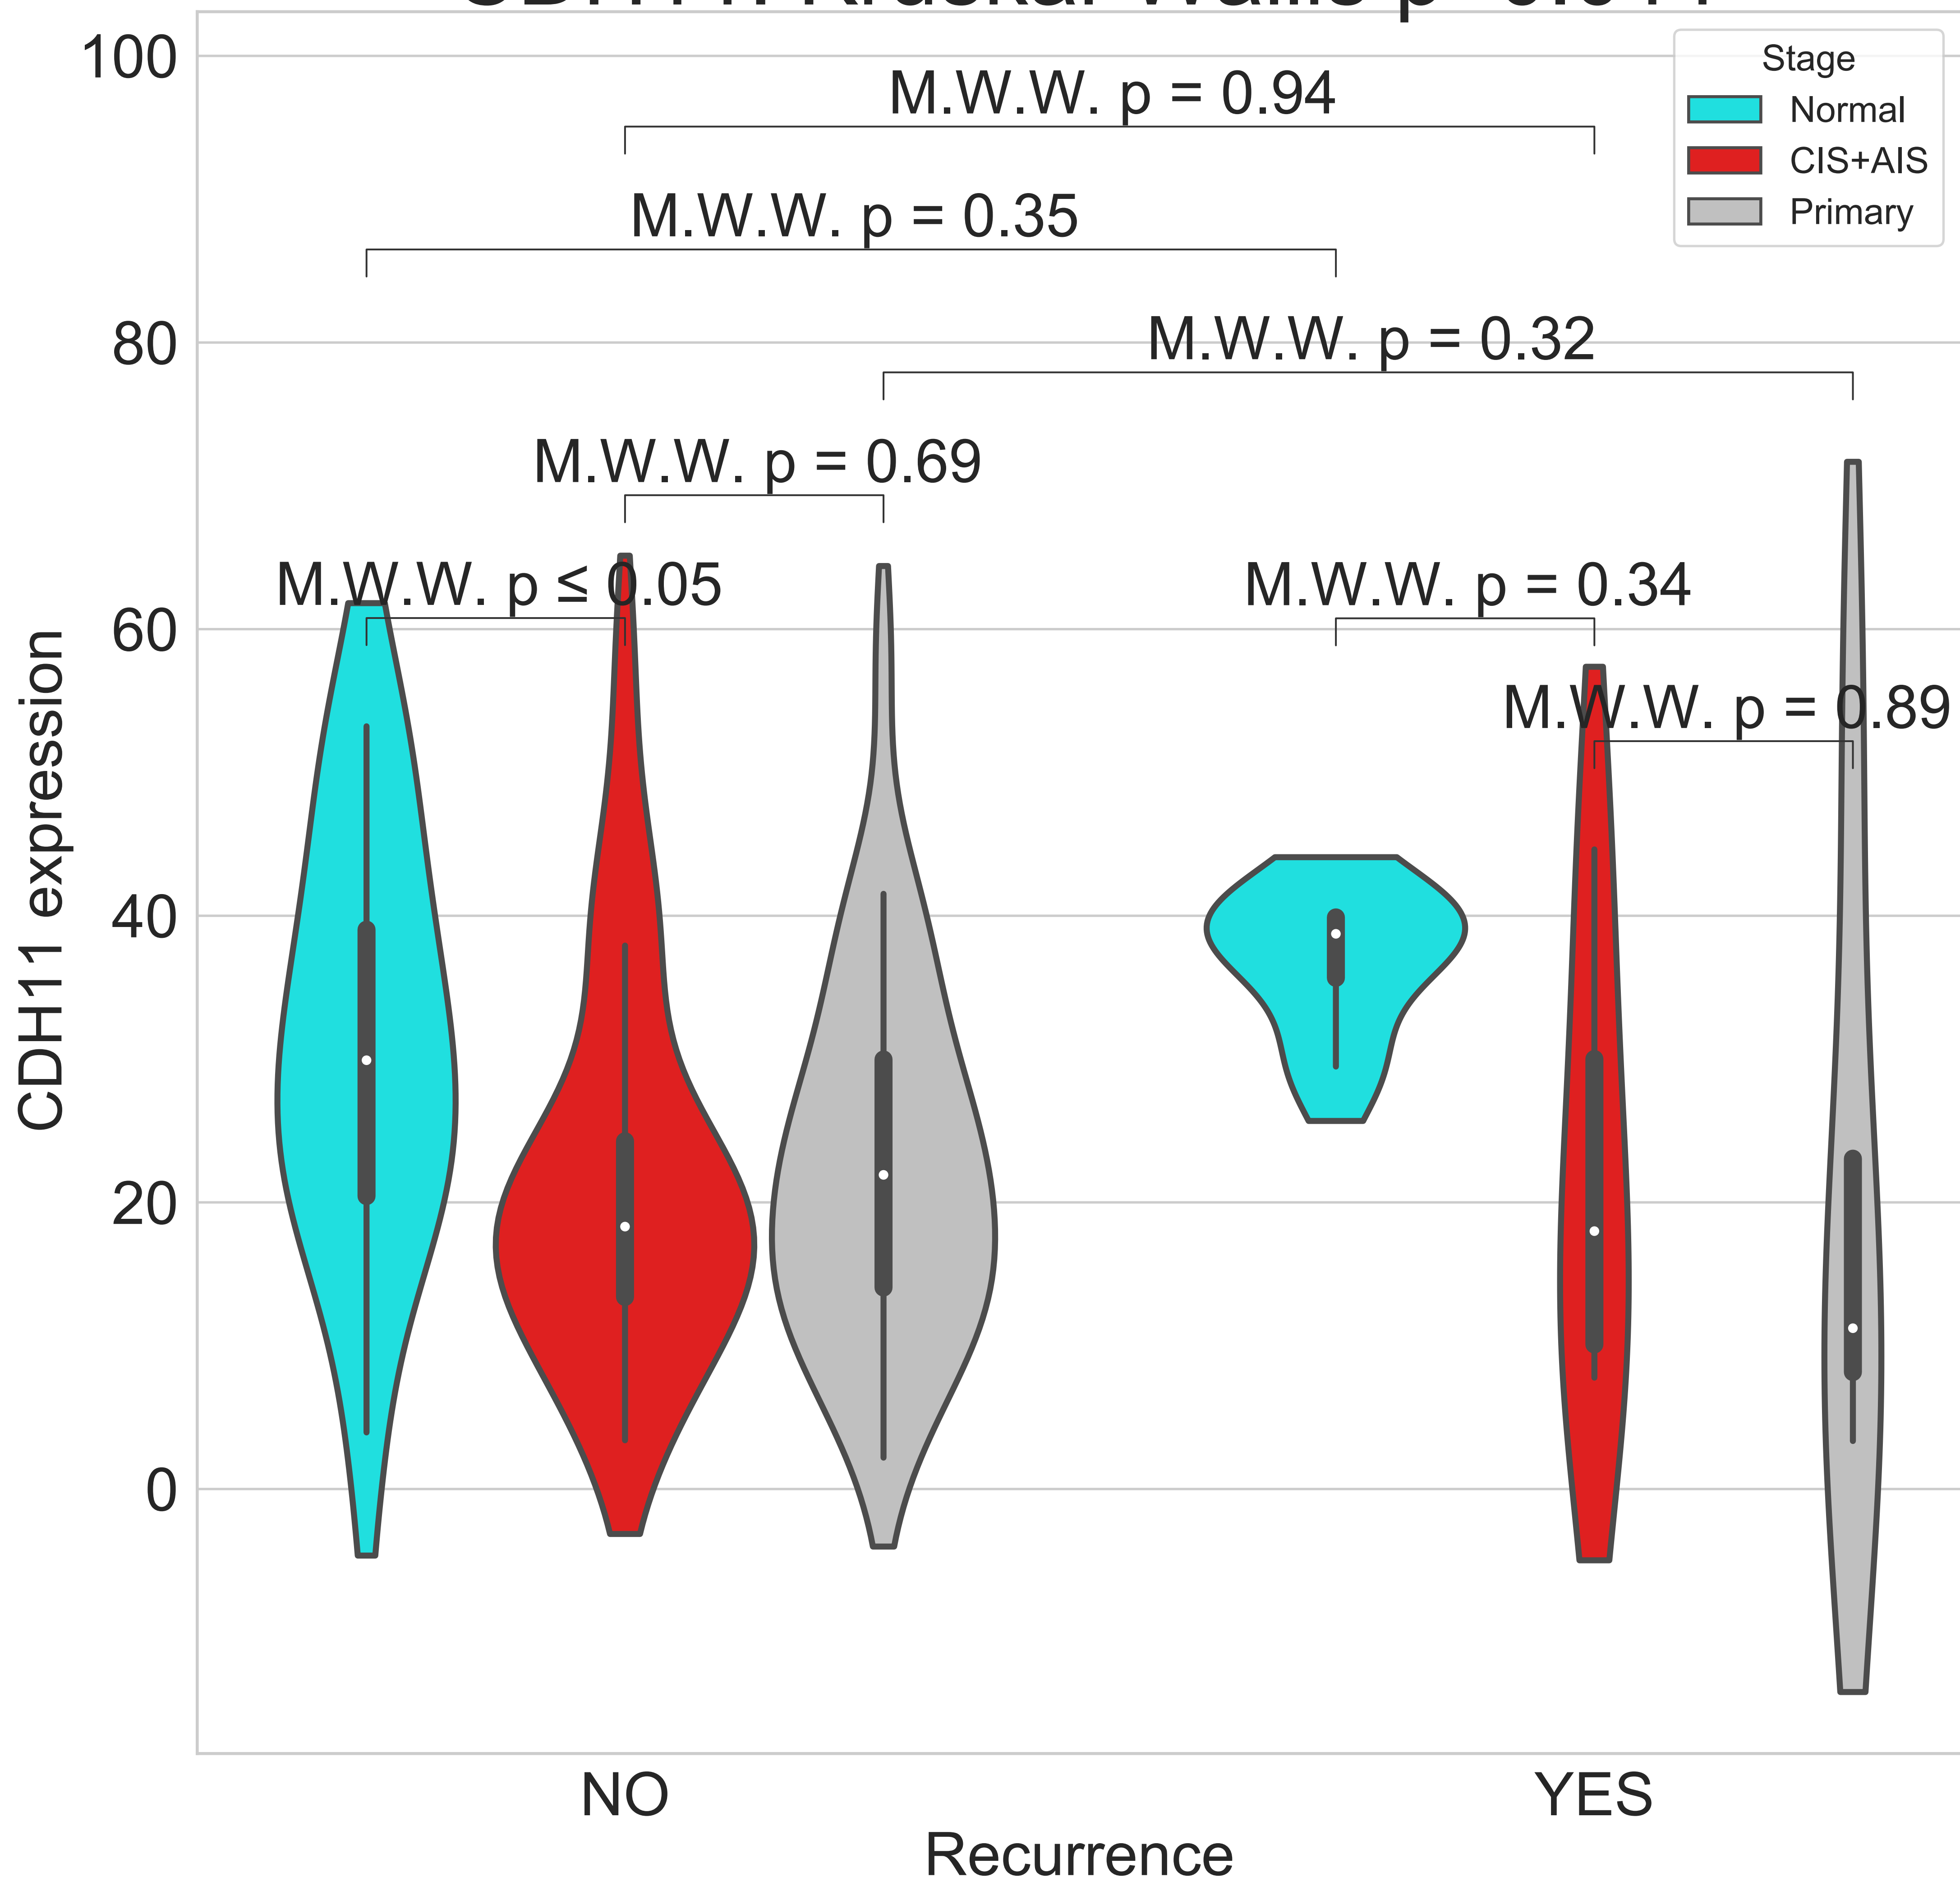 100
80
60
40
20
0
CDH11 expression
Stage
Normal
CIS+AIS
Primary
M.W.W. p = 0.94
M.W.W. p = 0.35
M.W.W. p = 0.32
M.W.W. p = 0.69
M.W.W. p ≤ 0.05
M.W.W. p = 0.34
M.W.W. p = 0.89
NO
YES
Recurrence